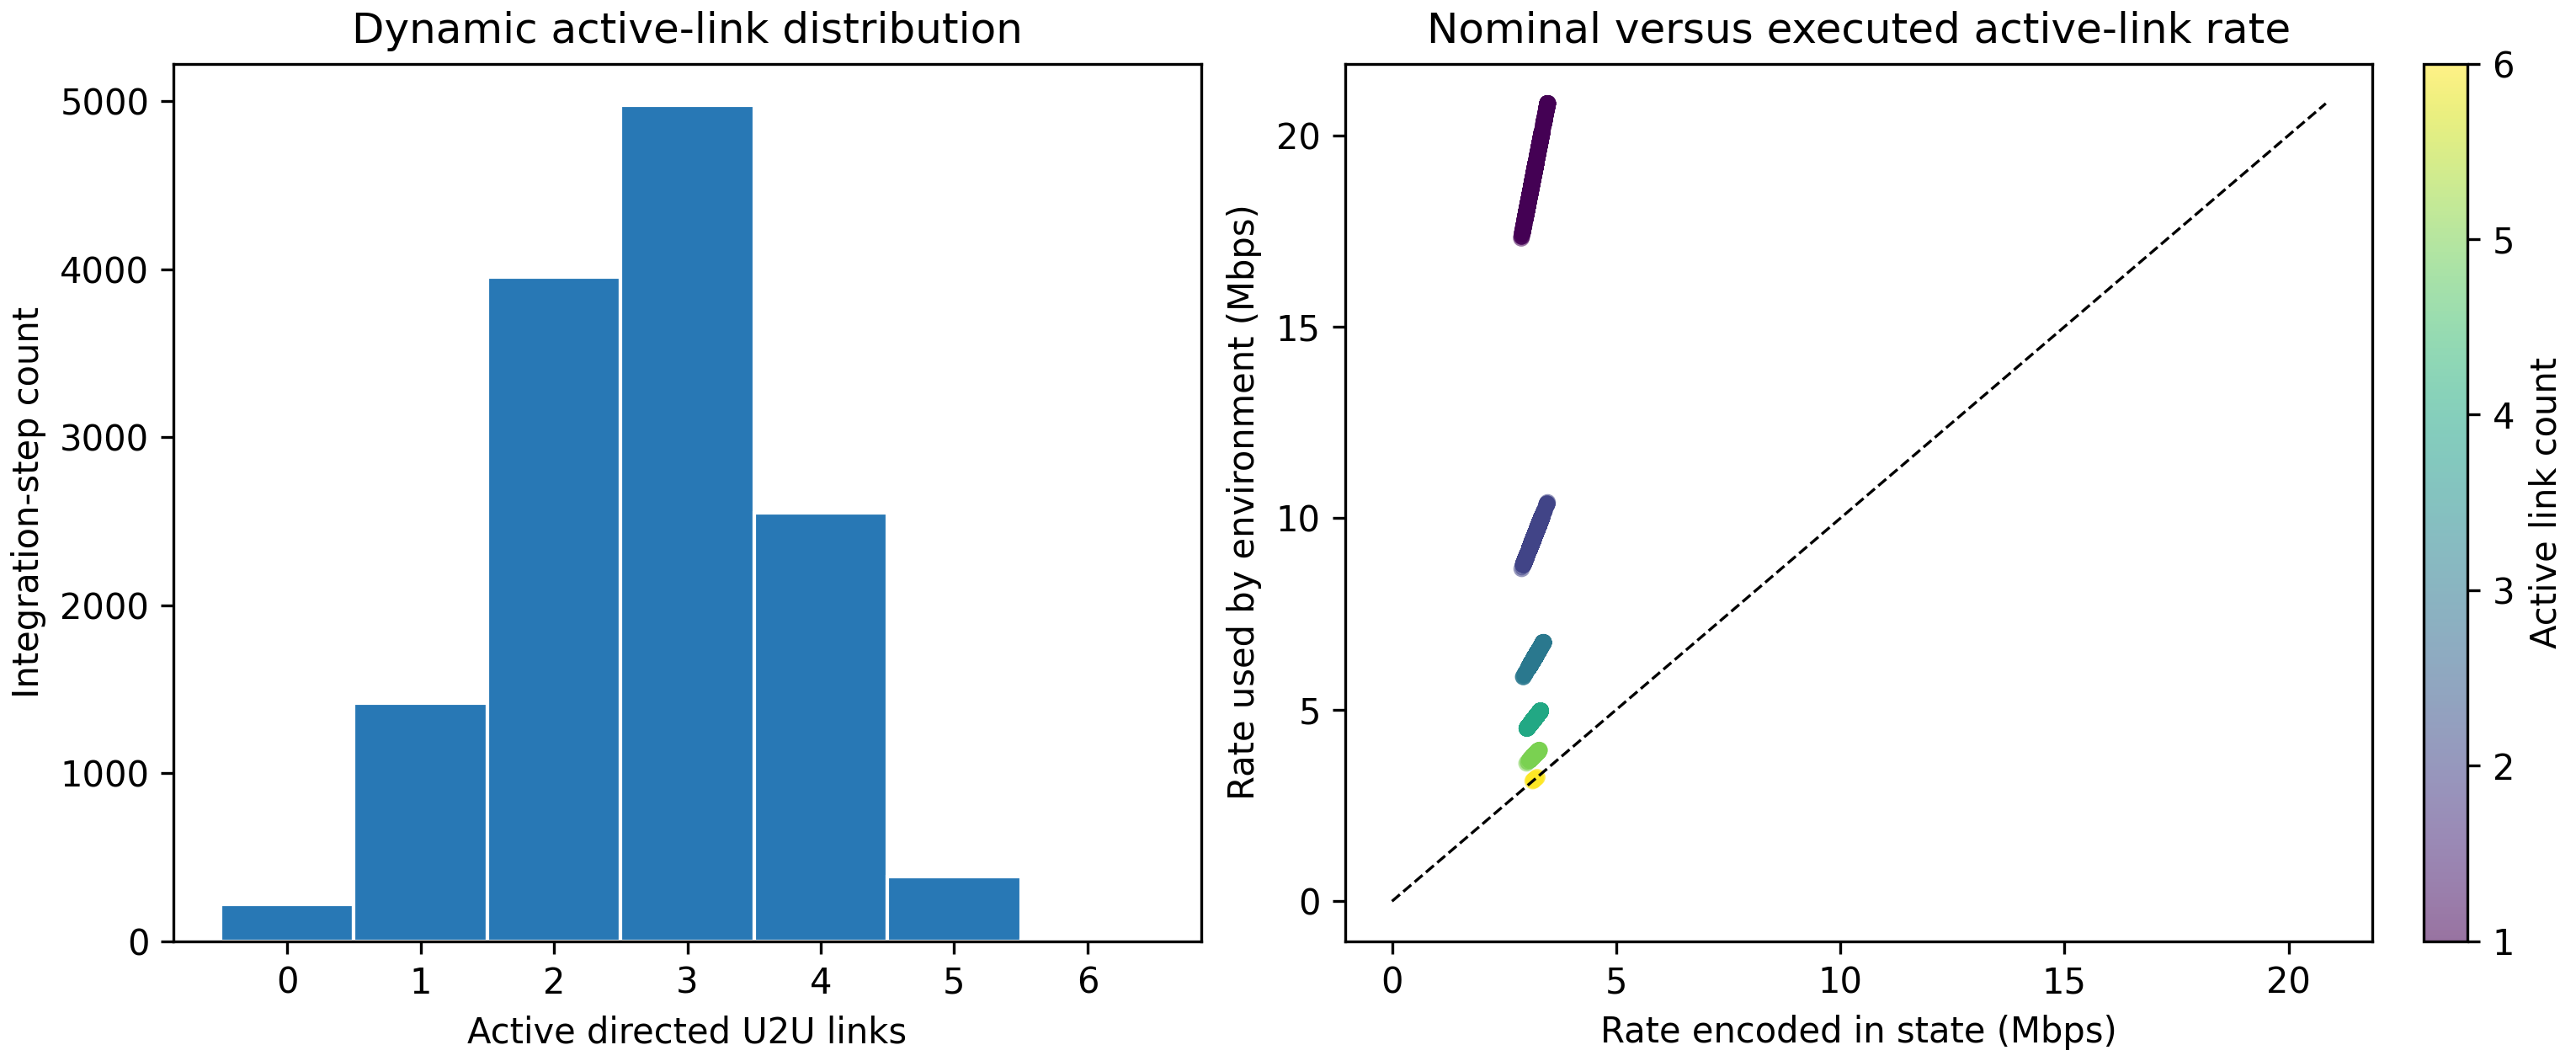 Dynamic active-link distribution
Integration-step count
5000
4000
3000
2000
1000
0
0 1 2 3 4 5 6
Active directed U2U links
Nominal versus executed active-link rate
Rate used by environment (Mbps)
20
15
10
5
0
0 5 10 15 20
Rate encoded in state (Mbps)
6
5
4
3
2
1
Active link count